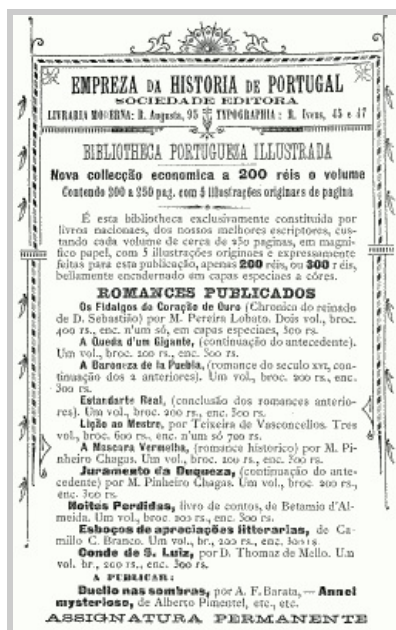 EMPREZA DA HISTORIA DE PORTUGAL
SOCIEDADE EDITORA
LIVRARIA MODERNA: R. Augusta, 95 TYPOGRAPHIA: R. Ivens, 45 e 47
BIBLIOTHECA PORTUGUEZA ILLUSTRADA
Nova collecção economica a 200 réis o volume
Contendo 200 a 250 pag. com 5 illustrações originaes de pagina
É esta bibliotheca exclusivamente constituida por
livros nacionaes, dos nossos melhores escriptores, cus-
tando cada volume de cerca de 250 paginas, em magni-
fico papel, com 5 illustrações originaes e expressamente
feitas para esta publicação, apenas 200 réis, ou 300 réis,
bellamente encadernado em capas especiaes a côres.
ROMANCES PUBLICADOS
Os Fidalgos do Coração de Ouro (Chronica do reinado
de D. Sebastião) por M. Pereira Lobato. Dois vol., broc.
400 rs., enc. n'um só, em capas especiaes, 500 rs.
A Queda d'um Gigante, (continuação do antecedente).
Um vol., broc. 200 rs., enc. 300 rs.
A Baroneza de la Puebla, (romance do seculo XVI, con-
tinuação dos 2 anteriores). Um vol., broc. 200 rs., enc.
300 rs.
Estandarte Real, (conclusão dos romances anterio-
res). Um vol., broc. 200 rs., enc. 300 rs.
Lição ao Mestre, por Teixeira de Vasconcellos. Tres
vol., broc. 600 rs., enc. n'um só 700 rs.
A Mascara Vermelha, (romance historico) por M. Pi-
nheiro Chagas. Um vol., broc. 200 rs., enc. 300 rs.
Juramento da Duqueza, (continuação do ante-
cedente) por M. Pinheiro Chagas. Um vol., broc. 200 rs.,
enc. 300 rs.
Noites Perdidas, livro de contos, de Betamio d'Al-
meida. Um vol., broc. 200 rs., enc. 300 rs.
Esboços de apreciações litterarias, de Ca-
millo C. Branco. Um vol., br., 200 rs., enc. 300 rs
Conde de S. Luiz, por D. Thomaz de Mello. Um
vol. br., 200 rs., enc. 300 rs.
A PUBLICAR:
Duello nas sombras, por A. F. Barata, — Annel
mysterioso, de Alberto Pimentel, etc., etc.
ASSIGNATURA PERMANENTE